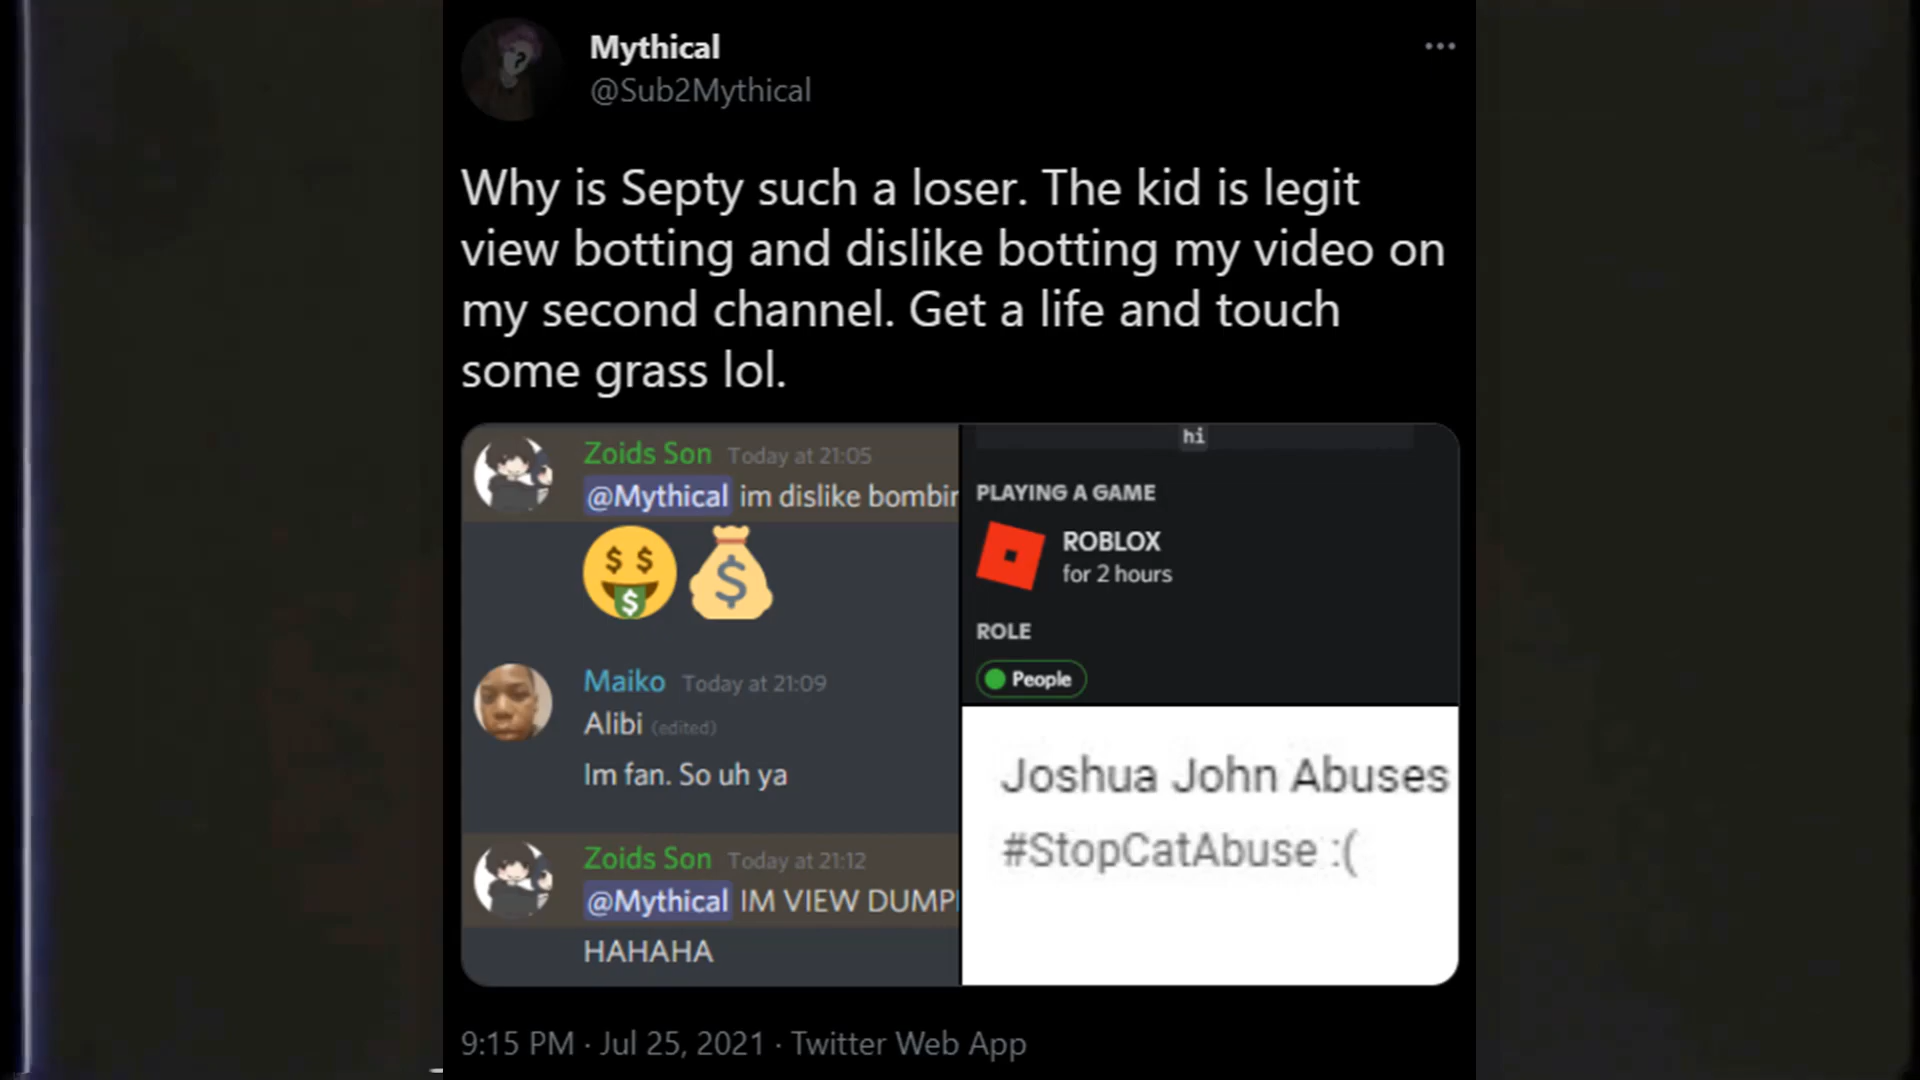 Mythical
@Sub2Mythical
Why is Septy such a loser. The kid is legit
view botting and dislike botting my video on
my second channel. Get a life and touch
some grass lol.
Zoids Son Today at 21:05
@Mythical im dislike bombin
Maiko Today at 21:09
Alibi (edited)
Im fan. So uh ya
Zoids Son Today at 21:12
@Mythical IM VIEW DUMP
HAHAHA
hi
PLAYING A GAME
ROBLOX
for 2 hours
ROLE
People
Joshua John Abuses
#StopCatAbuse :(
9:15 PM · Jul 25, 2021 · Twitter Web App